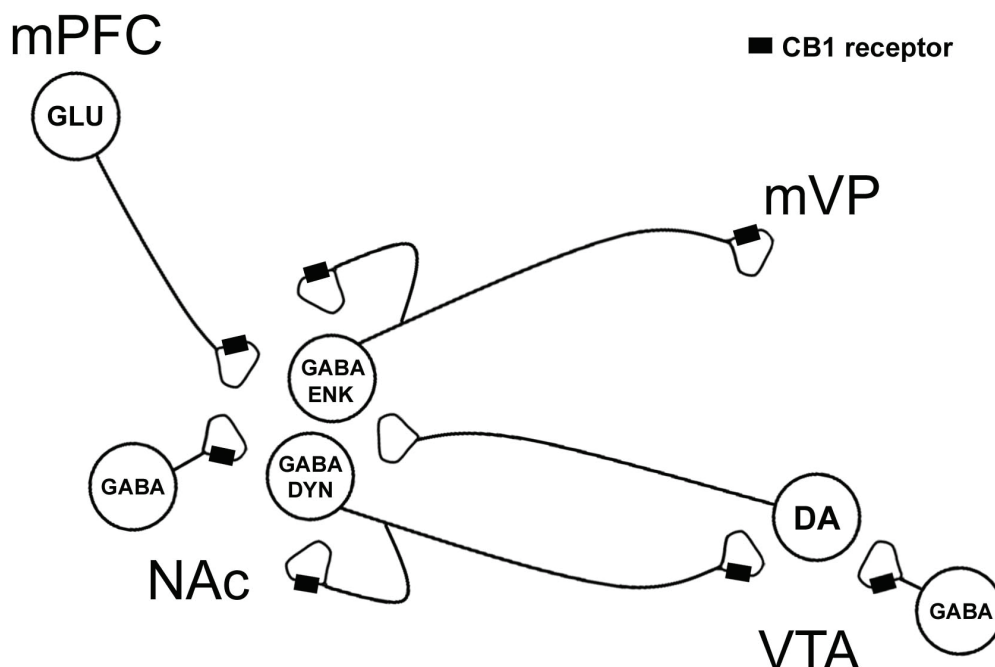 mPFC
CB1 receptor
GLU
mVP
GABA
ENK
GABA
DYN
GABA
DA
NAc
GABA
VTA